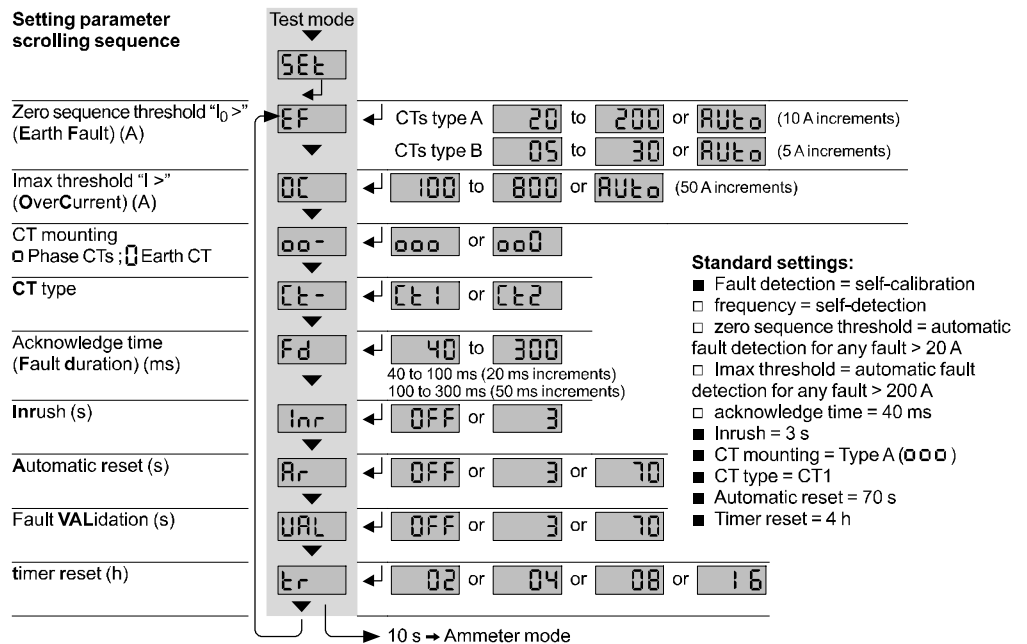 Setting parameter
scrolling sequence
Test mode
SEt
Zero sequence threshold “I0 >”
(Earth Fault) (A)
EF
CTs type A 20 to 200 or AUto (10 A increments)
CTs type B 05 to 30 or AUto (5 A increments)
Imax threshold “I >”
(OverCurrent) (A)
OC
100 to 800 or AUto (50 A increments)
CT mounting
Phase CTs ; Earth CT
oo-
ooo or oo0
CT type
Ct-
Ct1 or Ct2
Acknowledge time
(Fault duration) (ms)
Fd
40 to 300
40 to 100 ms (20 ms increments)
100 to 300 ms (50 ms increments)
Inrush (s)
Inr
OFF or 3
Automatic reset (s)
Ar
OFF or 3 or 70
Fault VALidation (s)
UAL
OFF or 3 or 70
timer reset (h)
tr
02 or 04 or 08 or 16
10 s → Ammeter mode
Standard settings:
■ Fault detection = self-calibration
□ frequency = self-detection
□ zero sequence threshold = automatic
fault detection for any fault > 20 A
□ Imax threshold = automatic fault
detection for any fault > 200 A
□ acknowledge time = 40 ms
■ Inrush = 3 s
■ CT mounting = Type A (ooo)
■ CT type = CT1
■ Automatic reset = 70 s
■ Timer reset = 4 h